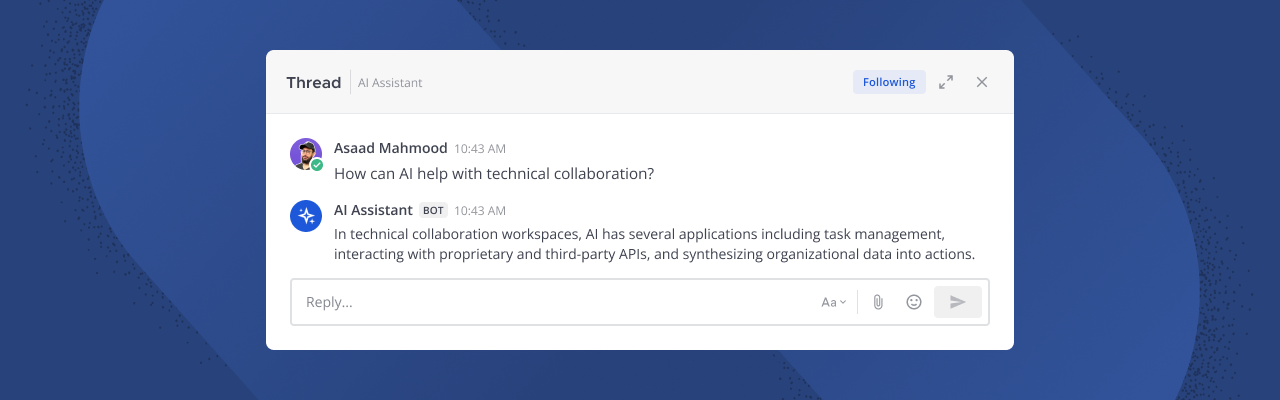 Thread AI Assistant Following
Asaad Mahmood 10:43 AM
How can AI help with technical collaboration?
AI Assistant BOT 10:43 AM
In technical collaboration workspaces, AI has several applications including task management,
interacting with proprietary and third-party APIs, and synthesizing organizational data into actions.
Reply... Aa